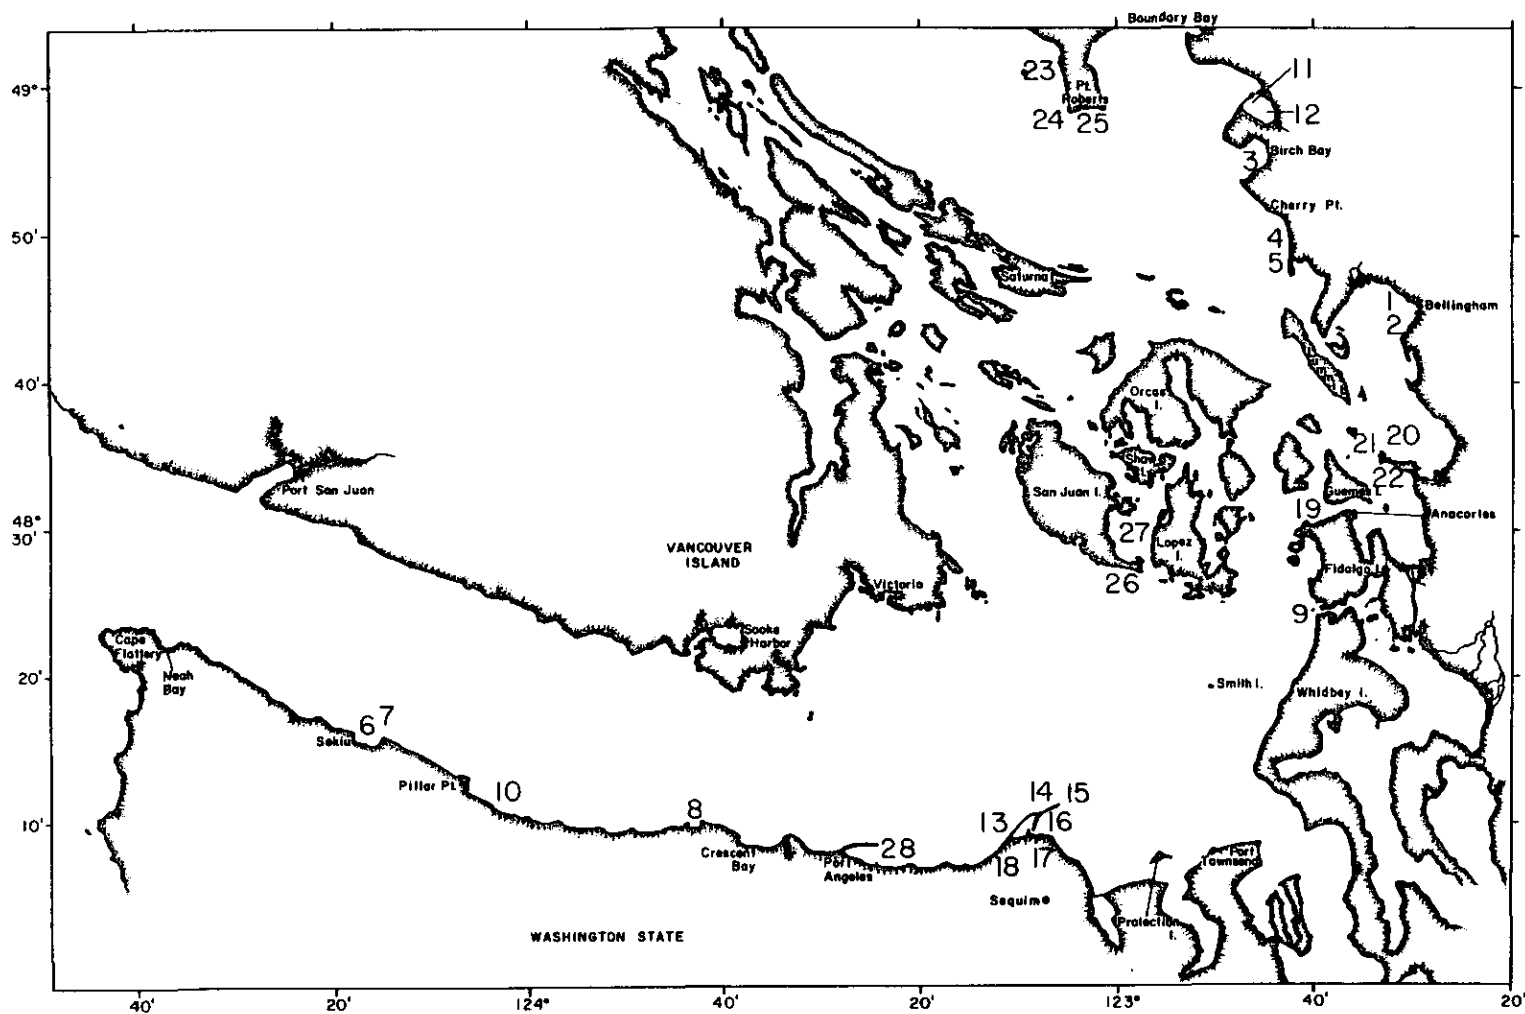 Boundary Bay
49°
23
Pt.
Roberts
24 25
11
12
Birch Bay
3
Cherry Pt.
50'
4
5
Saturna I.
1
2
Bellingham
40'
Orcas
I.
21 20
Shaw
I.
22
Port San Juan
San Juan I.
Guemes I.
19
Anacortes
48°
30'
27
Lopez
I.
VANCOUVER
ISLAND
Fidalgo I.
26
Victoria
9
Sooke
Harbor
Cape
Flattery
Neah
Bay
20'
Smith I.
Whidbey I.
6 7
Sekiu
Pillar Pt.
10
14 15
8
13
16
10'
28
18 17
Crescent
Bay
Port
Angeles
Port
Townsend
Sequim
Protection
I.
WASHINGTON STATE
40'
20'
124°
40'
20'
123°
40'
20'